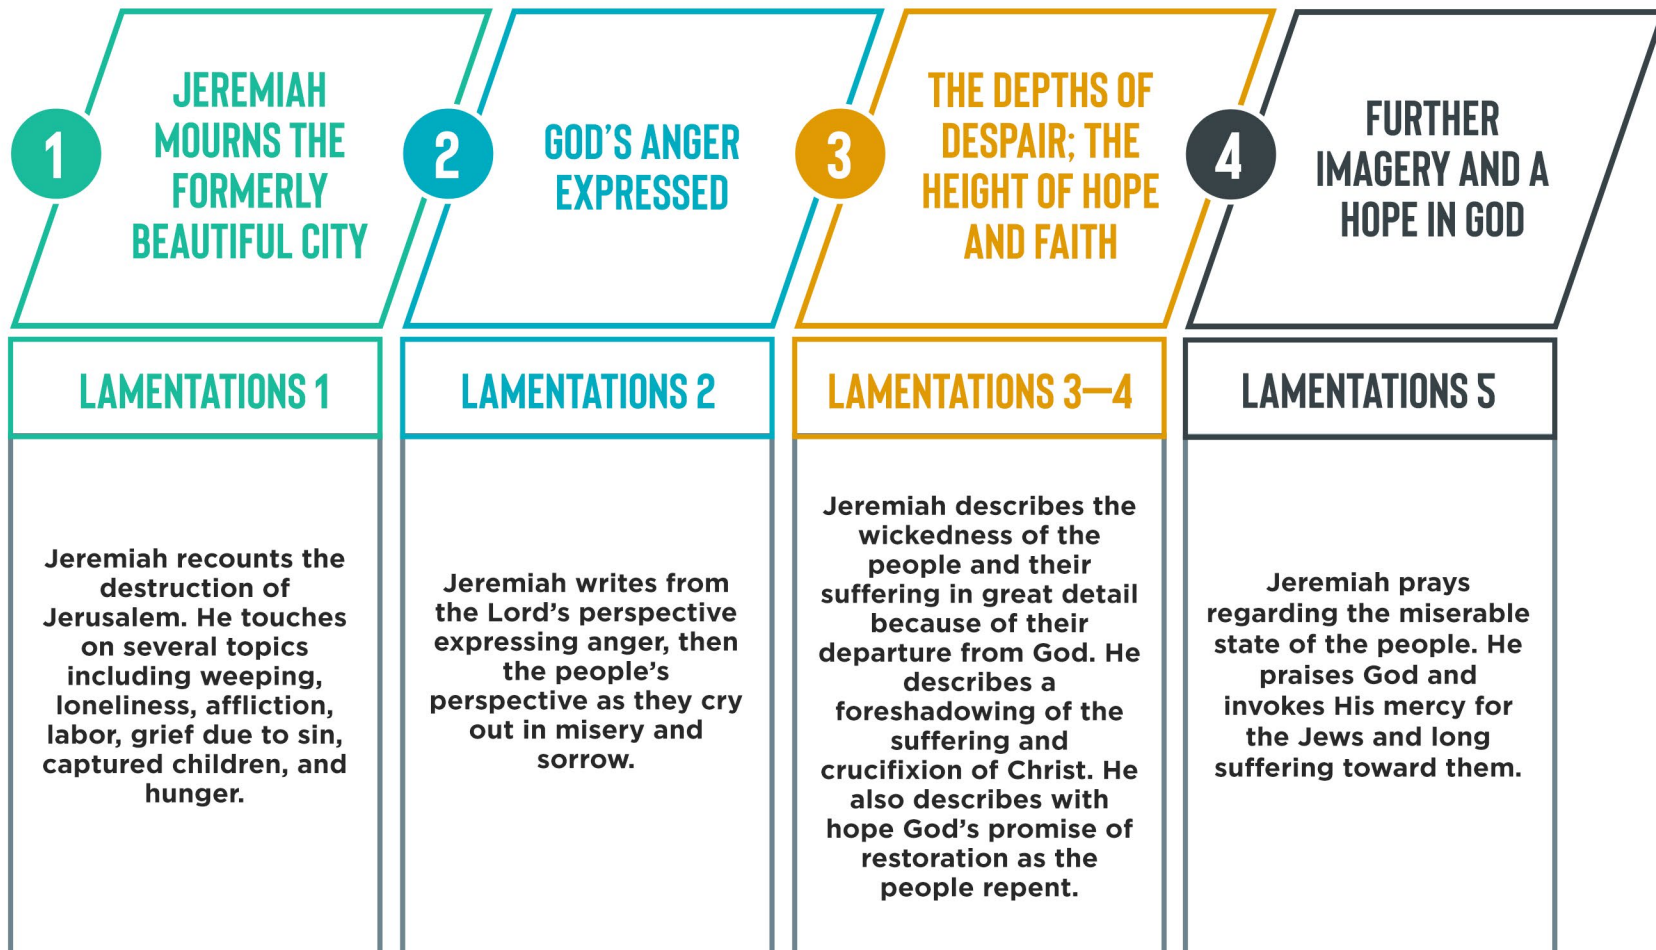 1
JEREMIAH
MOURNS THE
FORMERLY
BEAUTIFUL CITY
LAMENTATIONS 1
Jeremiah recounts the
destruction of
Jerusalem. He touches
on several topics
including weeping,
loneliness, affliction,
labor, grief due to sin,
captured children, and
hunger.
2
GOD'S ANGER
EXPRESSED
LAMENTATIONS 2
Jeremiah writes from
the Lord's perspective
expressing anger, then
the people's
perspective as they cry
out in misery and
sorrow.
3
THE DEPTHS OF
DESPAIR; THE
HEIGHT OF HOPE
AND FAITH
LAMENTATIONS 3—4
Jeremiah describes the
wickedness of the
people and their
suffering in great detail
because of their
departure from God. He
describes a
foreshadowing of the
suffering and
crucifixion of Christ. He
also describes with
hope God's promise of
restoration as the
people repent.
4
FURTHER
IMAGERY AND A
HOPE IN GOD
LAMENTATIONS 5
Jeremiah prays
regarding the miserable
state of the people. He
praises God and
invokes His mercy for
the Jews and long
suffering toward them.